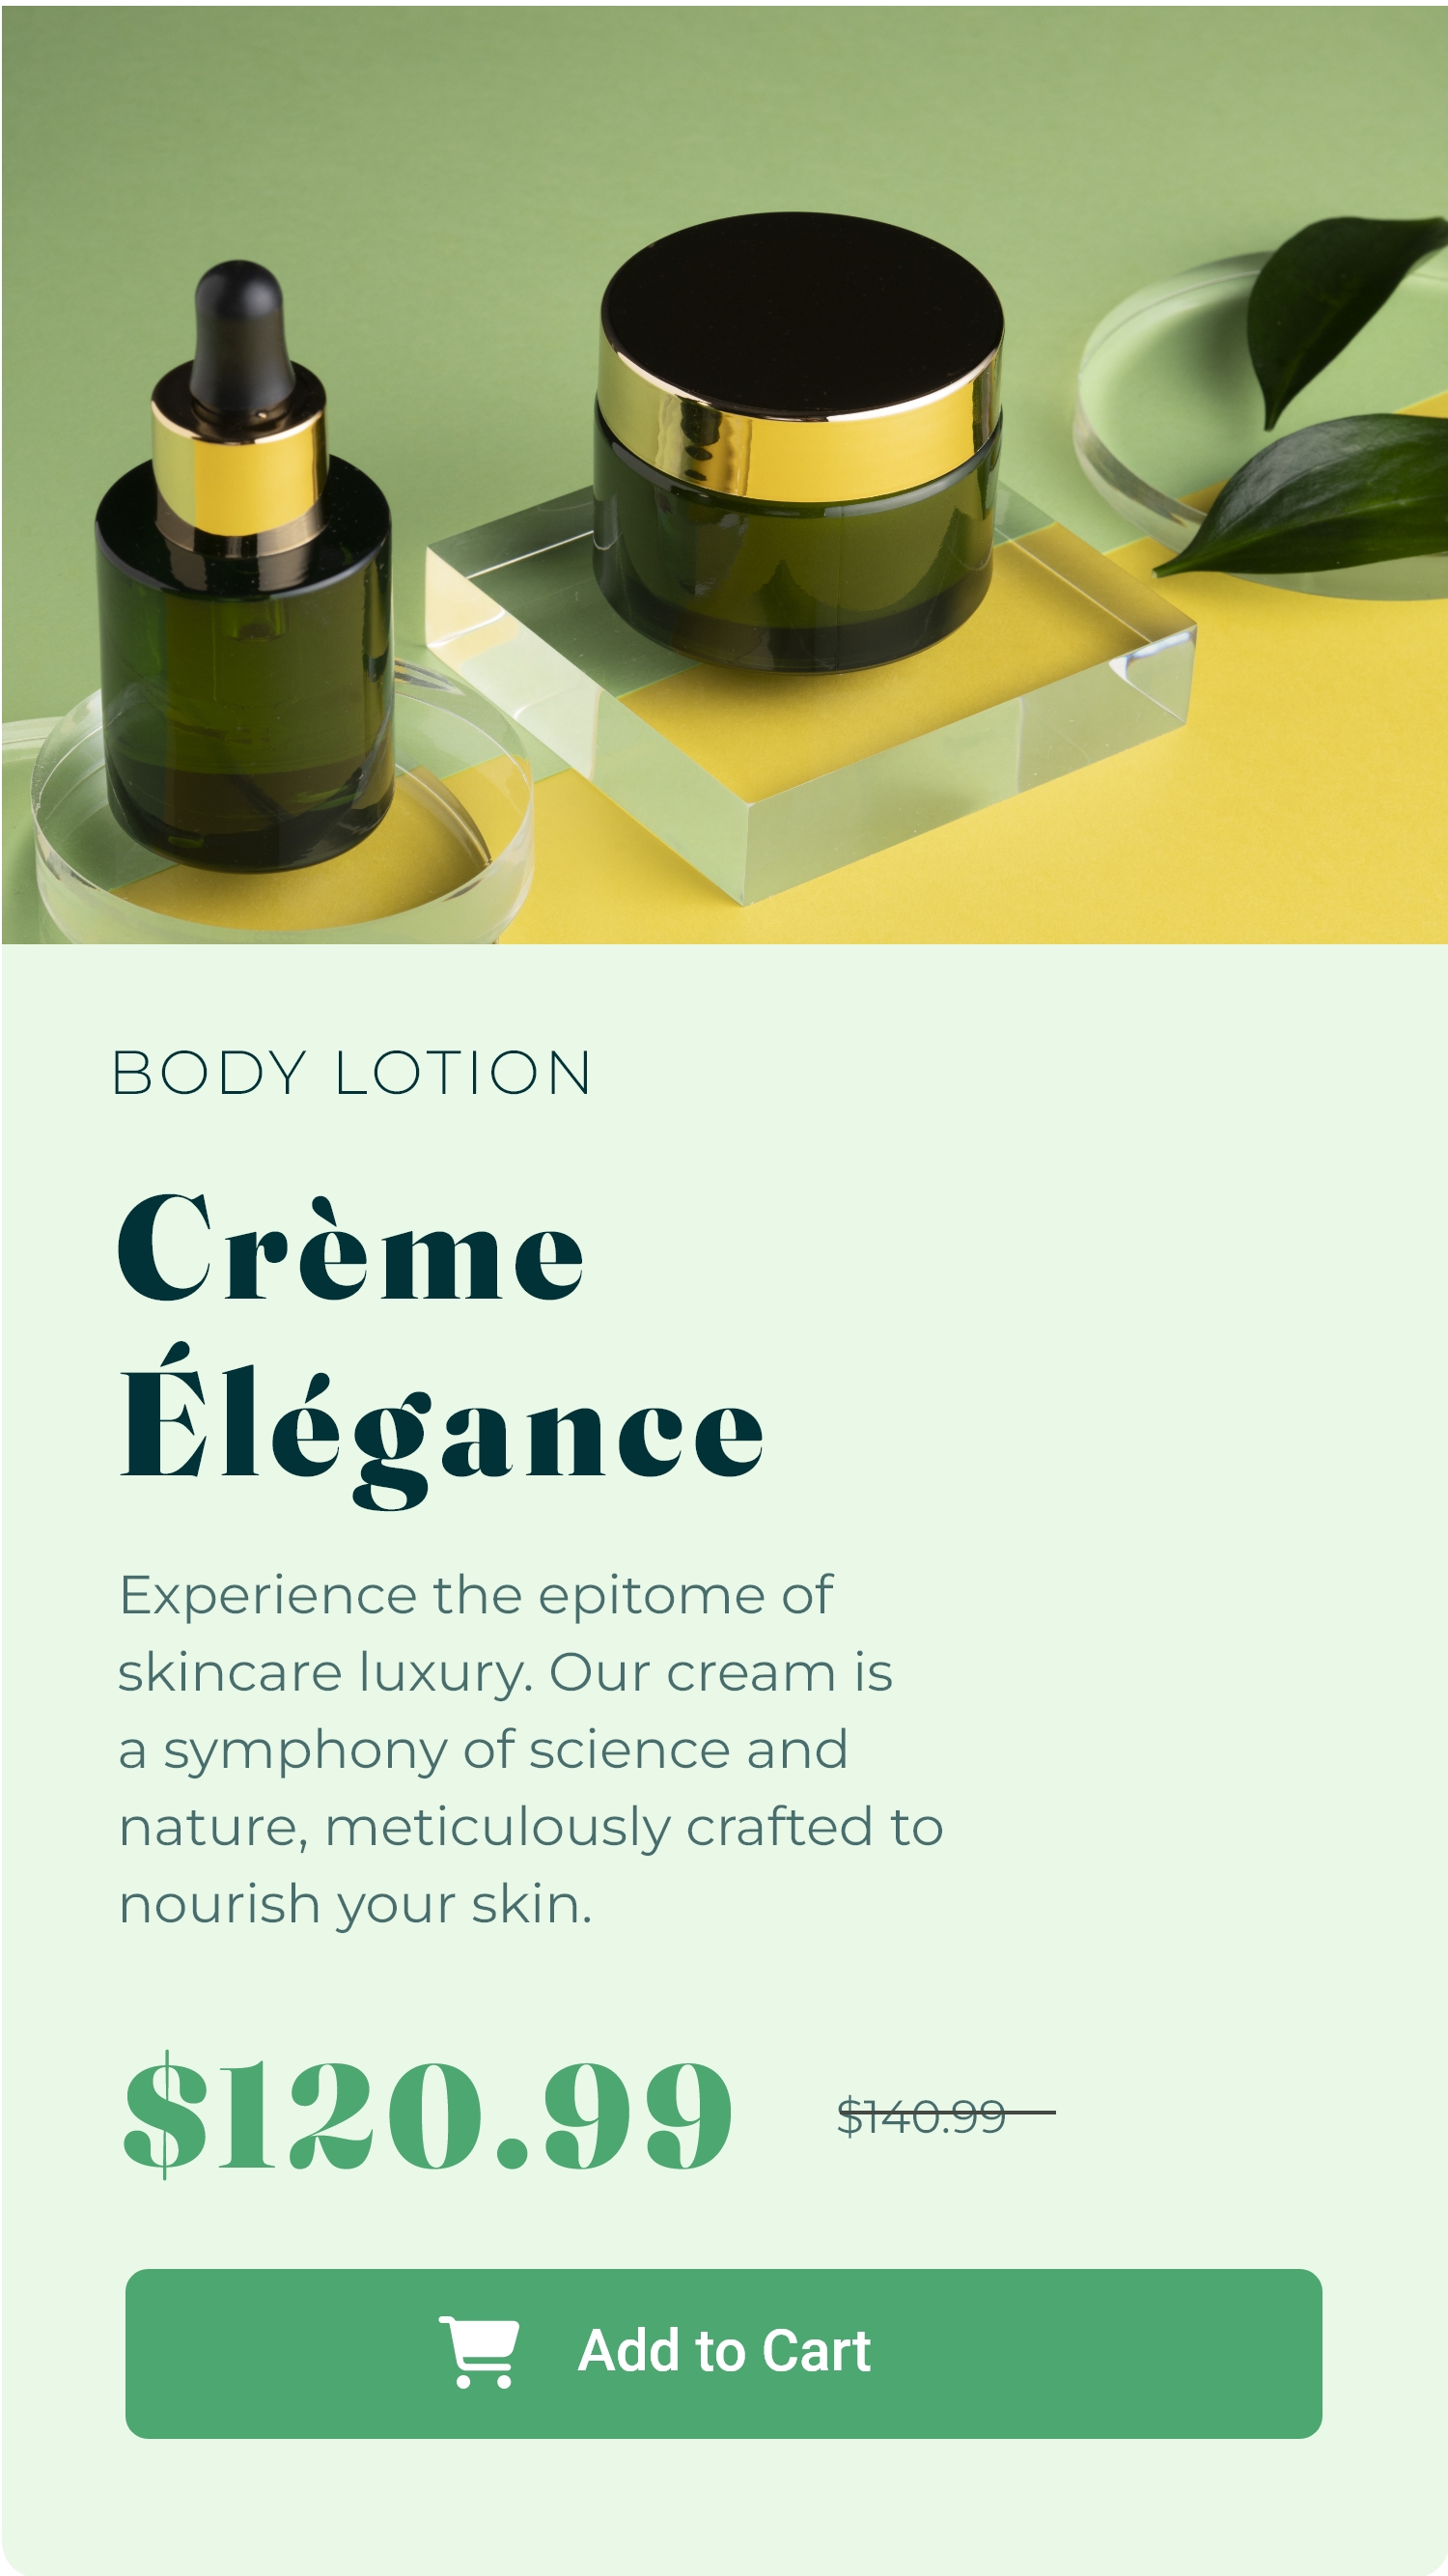 BODY LOTION
Crème
Élégance
Experience the epitome of
skincare luxury. Our cream is
a symphony of science and
nature, meticulously crafted to
nourish your skin.
$120.99 $140.99
Add to Cart